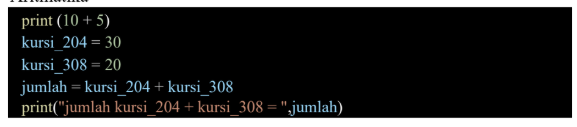 print (10 + 5)
kursi_204 = 30
kursi_308 = 20
jumlah = kursi_204 + kursi_308
print("jumlah kursi_204 + kursi_308 = ",jumlah)